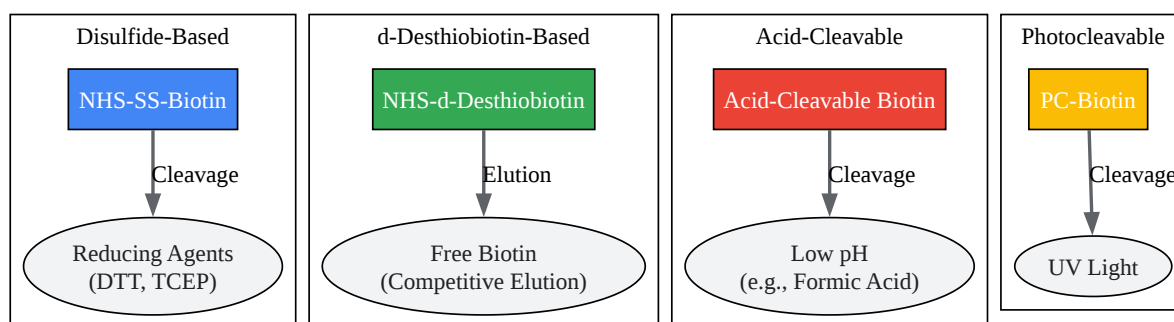 Disulfide-Based
NHS-SS-Biotin
Cleavage
Reducing Agents
(DTT, TCEP)
d-Desthiobiotin-Based
NHS-d-Desthiobiotin
Elution
Free Biotin
(Competitive Elution)
Acid-Cleavable
Acid-Cleavable Biotin
Cleavage
Low pH
(e.g., Formic Acid)
Photocleavable
PC-Biotin
Cleavage
UV Light